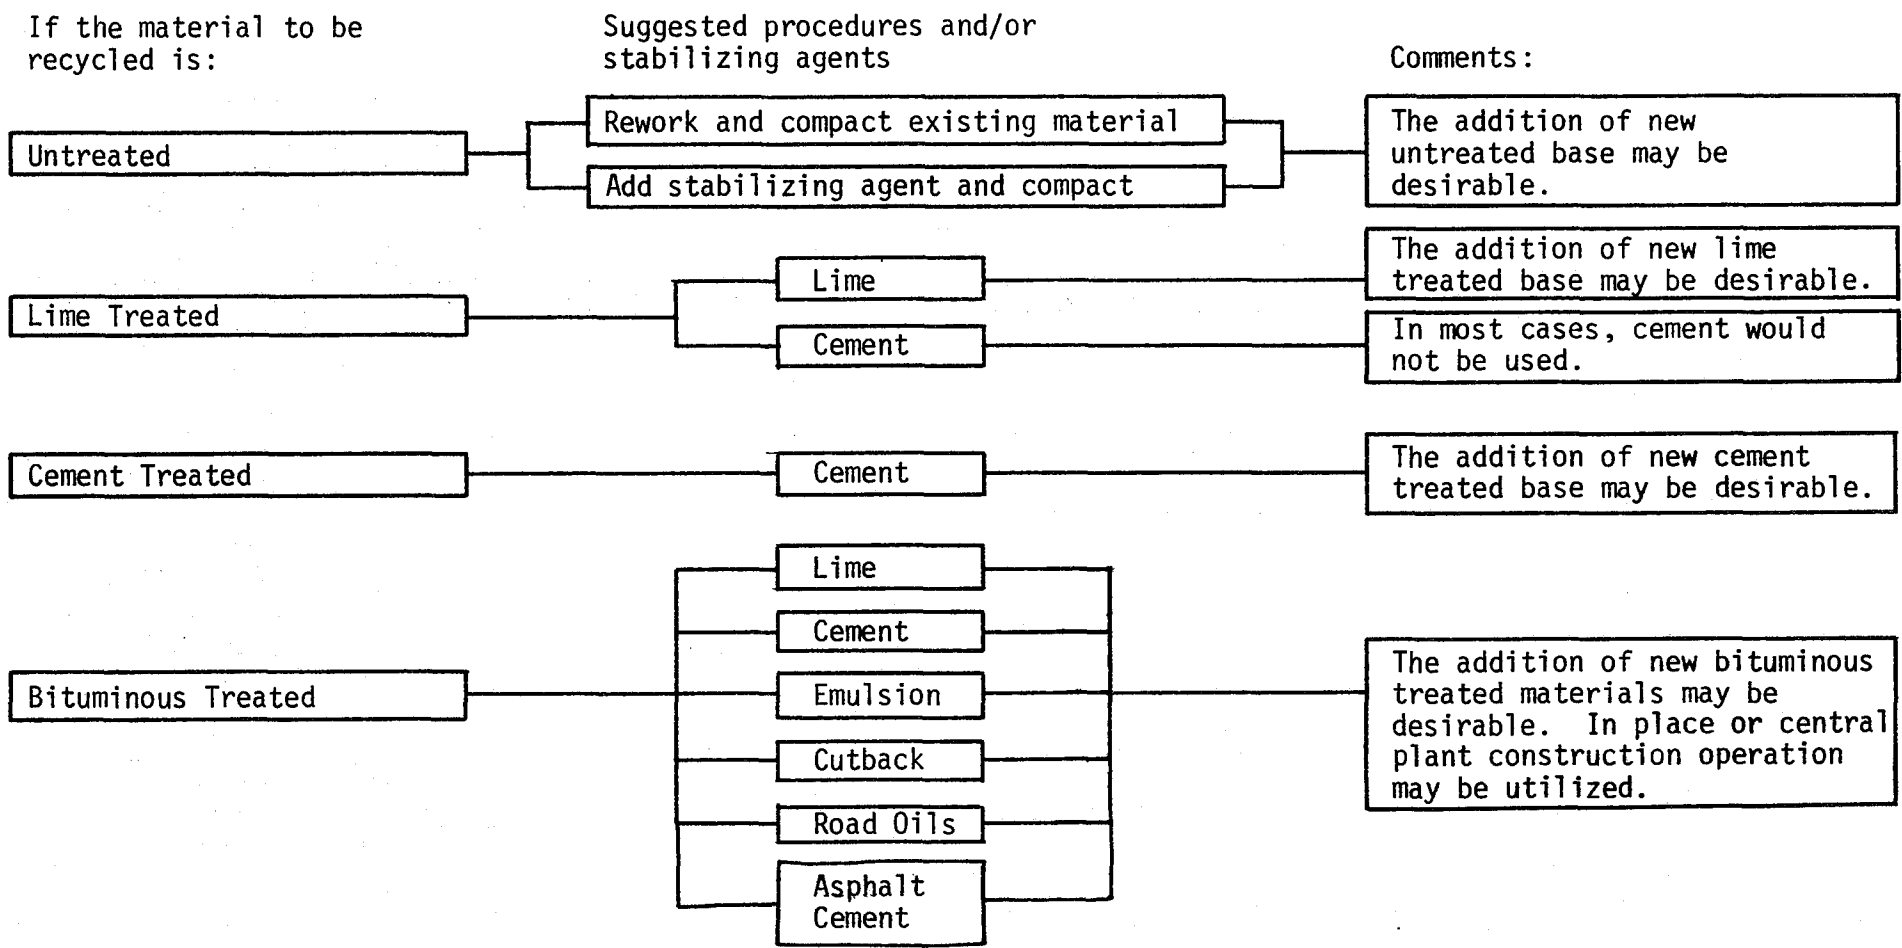 If the material to be
recycled is:
Suggested procedures and/or
stabilizing agents
Comments:
Untreated
Rework and compact existing material
Add stabilizing agent and compact
The addition of new
untreated base may be
desirable.
Lime Treated
Lime
The addition of new lime
treated base may be desirable.
Cement
In most cases, cement would
not be used.
Cement Treated
Cement
The addition of new cement
treated base may be desirable.
Bituminous Treated
Lime
Cement
Emulsion
Cutback
Road Oils
Asphalt
Cement
The addition of new bituminous
treated materials may be
desirable.  In place or central
plant construction operation
may be utilized.